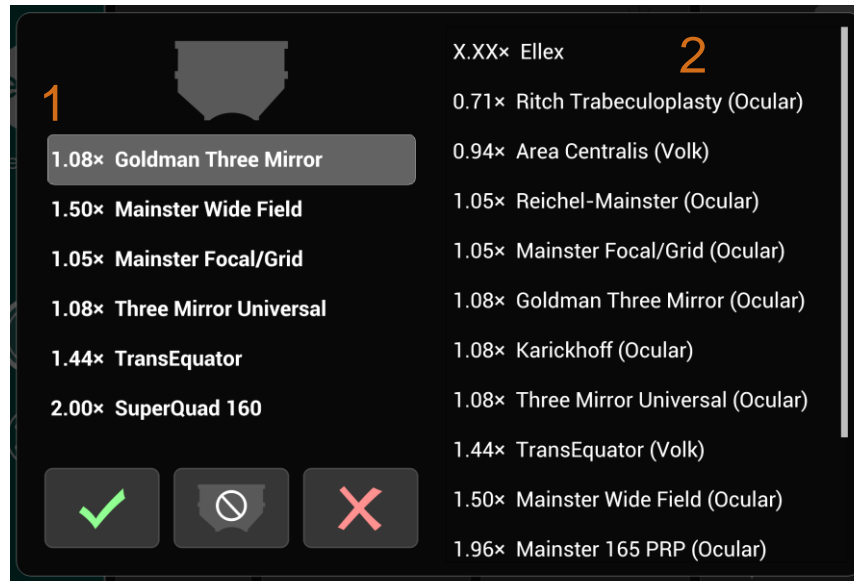 1
1.08× Goldman Three Mirror
1.50× Mainster Wide Field
1.05× Mainster Focal/Grid
1.08× Three Mirror Universal
1.44× TransEquator
2.00× SuperQuad 160
2
X.XX× Ellex
0.71× Ritch Trabeculoplasty (Ocular)
0.94× Area Centralis (Volk)
1.05× Reichel-Mainster (Ocular)
1.05× Mainster Focal/Grid (Ocular)
1.08× Goldman Three Mirror (Ocular)
1.08× Karickhoff (Ocular)
1.08× Three Mirror Universal (Ocular)
1.44× TransEquator (Volk)
1.50× Mainster Wide Field (Ocular)
1.96× Mainster 165 PRP (Ocular)